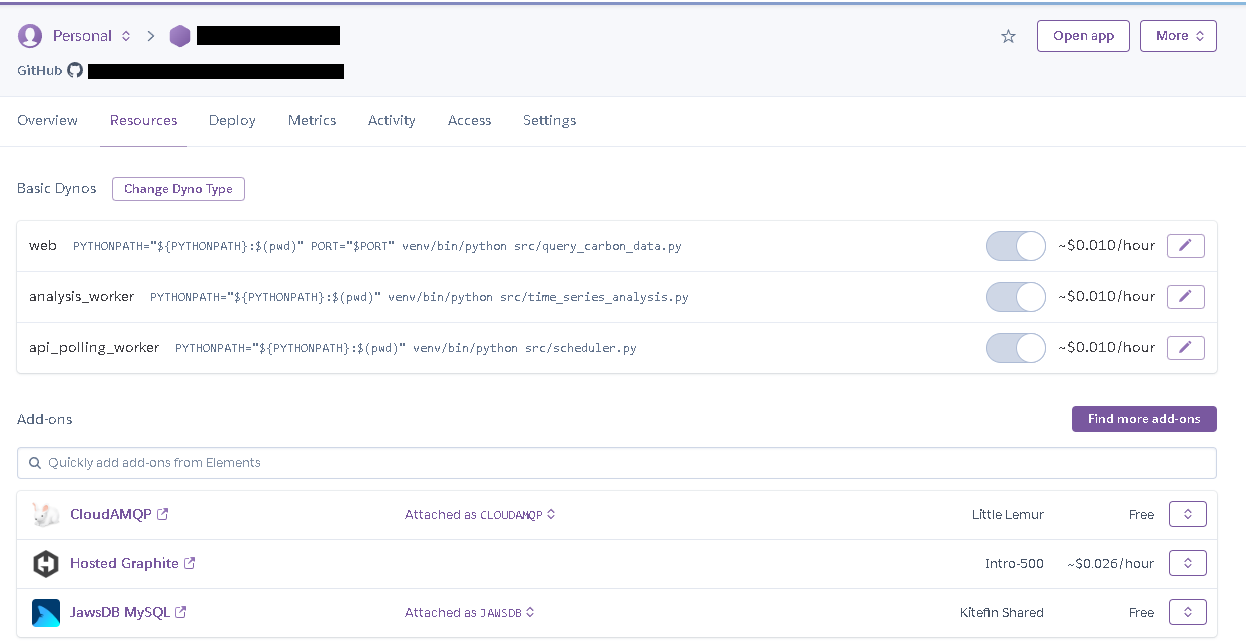 Personal
Open app
More
GitHub
Overview Resources Deploy Metrics Activity Access Settings
Basic Dynos Change Dyno Type
web PYTHONPATH="${PYTHONPATH}:$(pwd)" PORT="$PORT" venv/bin/python src/query_carbon_data.py ~$0.010/hour
analysis_worker PYTHONPATH="${PYTHONPATH}:$(pwd)" venv/bin/python src/time_series_analysis.py ~$0.010/hour
api_polling_worker PYTHONPATH="${PYTHONPATH}:$(pwd)" venv/bin/python src/scheduler.py ~$0.010/hour
Add-ons Find more add-ons
Quickly add add-ons from Elements
CloudAMQP Attached as CLOUDAMQP Little Lemur Free
Hosted Graphite Intro-500 ~$0.026/hour
JawsDB MySQL Attached as JAWSDB Kitefin Shared Free